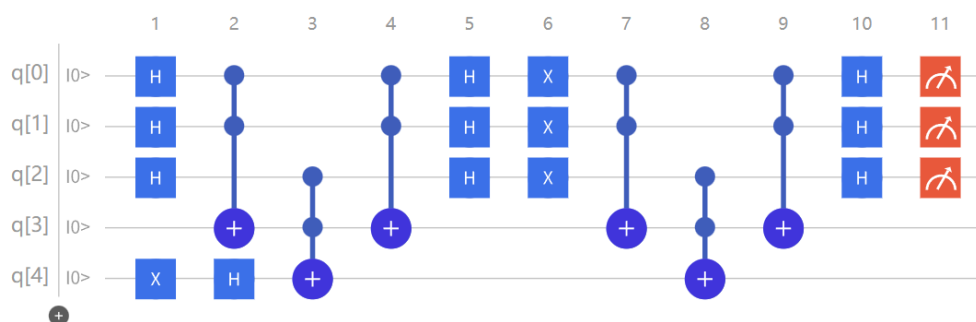 1 2 3 4 5 6 7 8 9 10 11
q[0] |0> H H X H
q[1] |0> H H X H
q[2] |0> H H X H
q[3] |0>
q[4] |0> X H